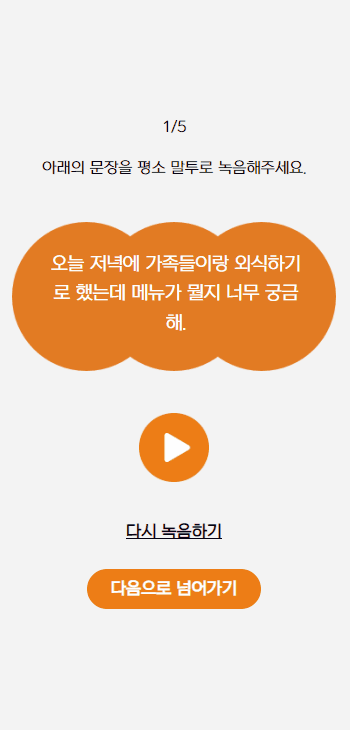 1/5
아래의 문장을 평소 말투로 녹음해주세요.
오늘 저녁에 가족들이랑 외식하기
로 했는데 메뉴가 뭘지 너무 궁금
해.
다시 녹음하기
다음으로 넘어가기